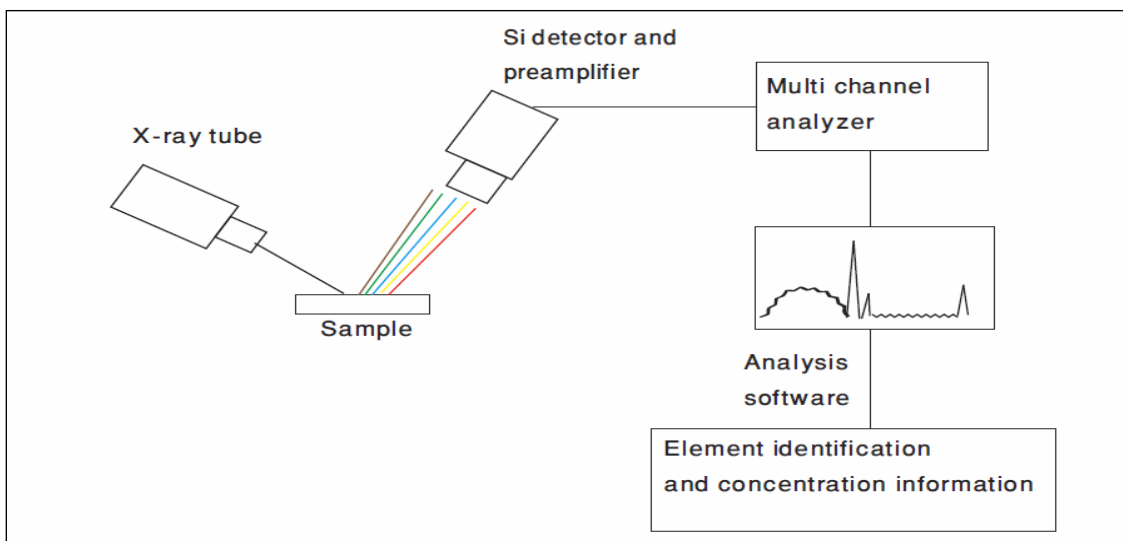 Si detector and
preamplifier
Multi channel
analyzer
X-ray tube
Sample
Analysis
software
Element identification
and concentration information